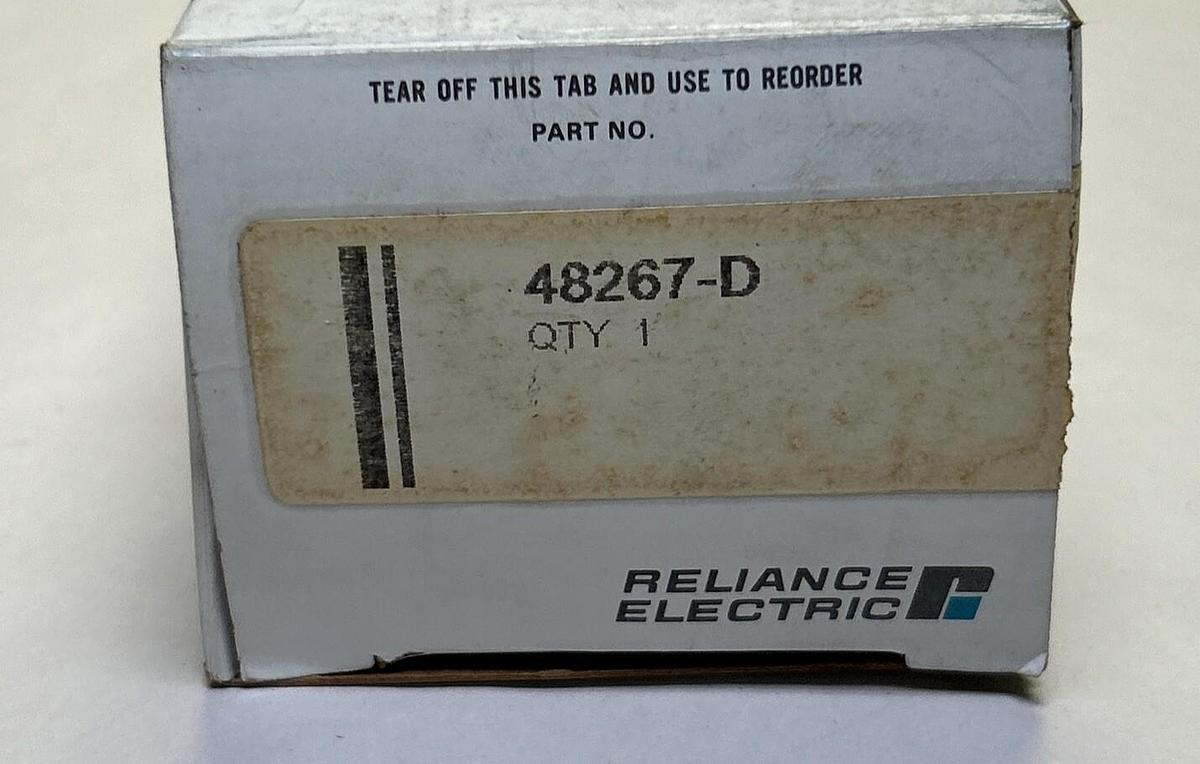 TEAR OFF THIS TAB AND USE TO REORDER
PART NO.
48267-D
QTY 1
RELIANCE
ELECTRIC